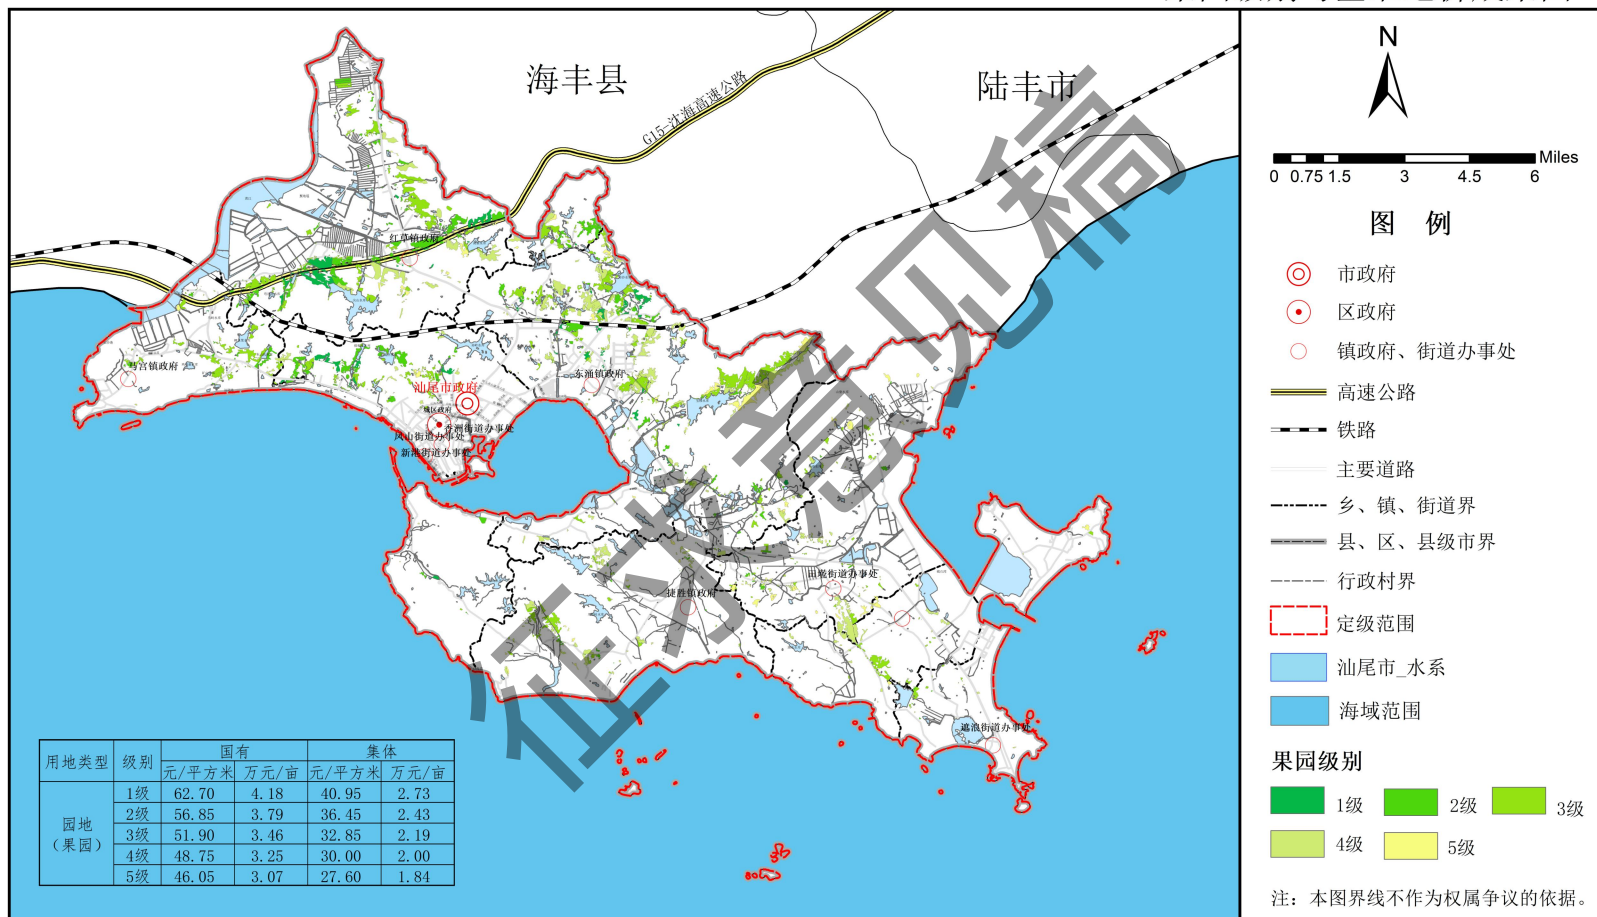 海丰县
陆丰市
G15-沈海高速公路
红草镇政府
马宫镇政府
东涌镇政府
汕尾市政府
城区政府
香洲街道办事处
凤山街道办事处
新港街道办事处
田墘街道办事处
捷胜镇政府
遮浪街道办事处
征求意见稿
用地类型 级别 国有 集体
元/平方米 万元/亩 元/平方米 万元/亩
园地（果园）
1级 62.70 4.18 40.95 2.73
2级 56.85 3.79 36.45 2.43
3级 51.90 3.46 32.85 2.19
4级 48.75 3.25 30.00 2.00
5级 46.05 3.07 27.60 1.84
N
Miles
0 0.75 1.5 3 4.5 6
图 例
市政府
区政府
镇政府、街道办事处
高速公路
铁路
主要道路
乡、镇、街道界
县、区、县级市界
行政村界
定级范围
汕尾市_水系
海域范围
果园级别
1级 2级 3级
4级 5级
注：本图界线不作为权属争议的依据。